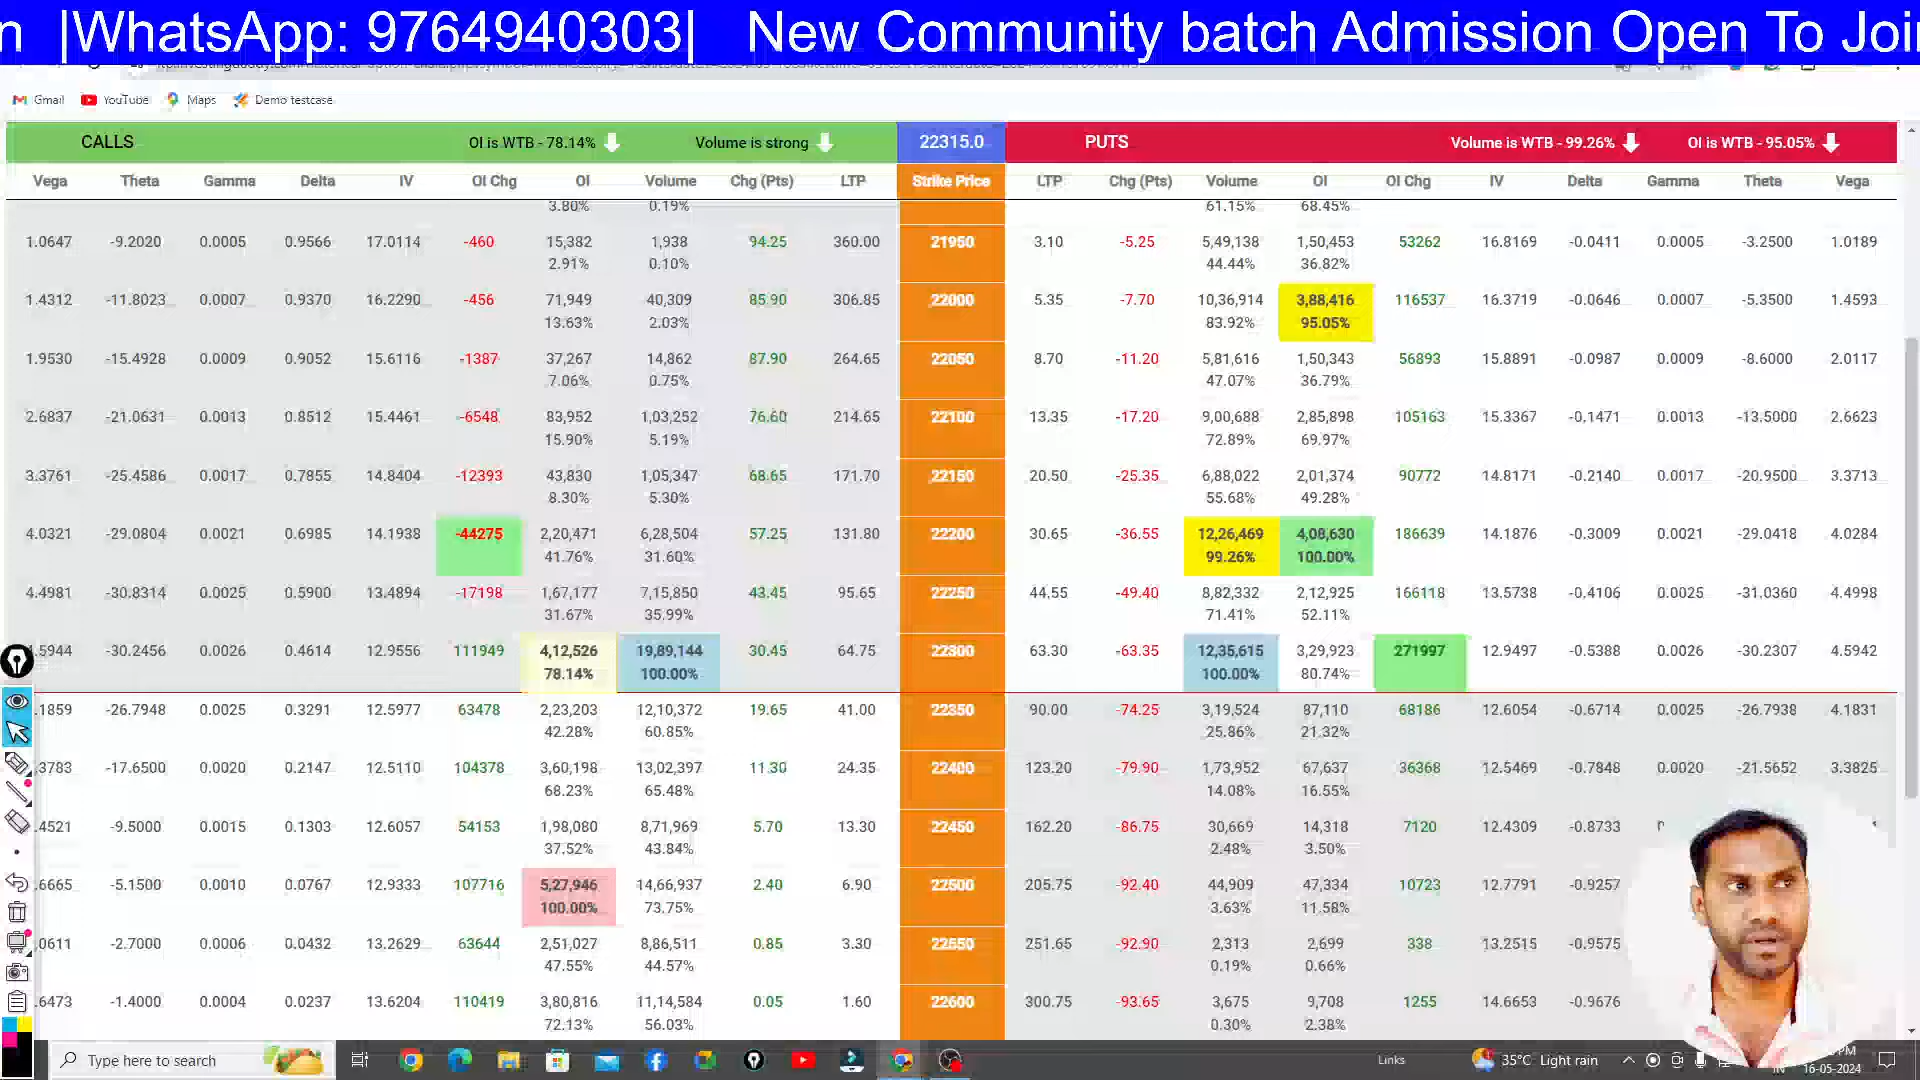 n |WhatsApp: 9764940303| New Community batch Admission Open To Joi
Gmail YouTube Maps Demo testcase
CALLS OI is WTB - 78.14% Volume is strong 22315.0 PUTS Volume is WTB - 99.26% OI is WTB - 95.05%
Vega Theta Gamma Delta IV OI Chg OI Volume Chg (Pts) LTP Strike Price LTP Chg (Pts) Volume OI OI Chg IV Delta Gamma Theta Vega
3.80% 0.19% 61.15% 68.45%
1.0647 -9.2020 0.0005 0.9566 17.0114 -460 15,382 1,938 94.25 360.00 21950 3.10 -5.25 5,49,138 1,50,453 53262 16.8169 -0.0411 0.0005 -3.2500 1.0189
2.91% 0.10% 44.44% 36.82%
1.4312 -11.8023 0.0007 0.9370 16.2290 -456 71,949 40,309 85.90 306.85 22000 5.35 -7.70 10,36,914 3,88,416 116537 16.3719 -0.0646 0.0007 -5.3500 1.4593
13.63% 2.03% 83.92% 95.05%
1.9530 -15.4928 0.0009 0.9052 15.6116 -1387 37,267 14,862 87.90 264.65 22050 8.70 -11.20 5,81,616 1,50,343 56893 15.8891 -0.0987 0.0009 -8.6000 2.0117
7.06% 0.75% 47.07% 36.79%
2.6837 -21.0631 0.0013 0.8512 15.4461 -6548 83,952 1,03,252 76.60 214.65 22100 13.35 -17.20 9,00,688 2,85,898 105163 15.3367 -0.1471 0.0013 -13.5000 2.6623
15.90% 5.19% 72.89% 69.97%
3.3761 -25.4586 0.0017 0.7855 14.8404 -12393 43,830 1,05,347 68.65 171.70 22150 20.50 -25.35 6,88,022 2,01,374 90772 14.8171 -0.2140 0.0017 -20.9500 3.3713
8.30% 5.30% 55.68% 49.28%
4.0321 -29.0804 0.0021 0.6985 14.1938 -44275 2,20,471 6,28,504 57.25 131.80 22200 30.65 -36.55 12,26,469 4,08,630 186639 14.1876 -0.3009 0.0021 -29.0418 4.0284
41.76% 31.60% 99.26% 100.00%
4.4981 -30.8314 0.0025 0.5900 13.4894 -17198 1,67,177 7,15,850 43.45 95.65 22250 44.55 -49.40 8,82,332 2,12,925 166118 13.5738 -0.4106 0.0025 -31.0360 4.4998
31.67% 35.99% 71.41% 52.11%
.5944 -30.2456 0.0026 0.4614 12.9556 111949 4,12,526 19,89,144 30.45 64.75 22300 63.30 -63.35 12,35,615 3,29,923 271997 12.9497 -0.5388 0.0026 -30.2307 4.5942
78.14% 100.00% 100.00% 80.74%
.1859 -26.7948 0.0025 0.3291 12.5977 63478 2,23,203 12,10,372 19.65 41.00 22350 90.00 -74.25 3,19,524 87,110 68186 12.6054 -0.6714 0.0025 -26.7938 4.1831
42.28% 60.85% 25.86% 21.32%
.3783 -17.6500 0.0020 0.2147 12.5110 104378 3,60,198 13,02,397 11.30 24.35 22400 123.20 -79.90 1,73,952 67,637 36368 12.5469 -0.7848 0.0020 -21.5652 3.3825
68.23% 65.48% 14.08% 16.55%
.4521 -9.5000 0.0015 0.1303 12.6057 54153 1,98,080 8,71,969 5.70 13.30 22450 162.20 -86.75 30,669 14,318 7120 12.4309 -0.8733
37.52% 43.84% 2.48% 3.50%
.6665 -5.1500 0.0010 0.0767 12.9333 107716 5,27,946 14,66,937 2.40 6.90 22500 205.75 -92.40 44,909 47,334 10723 12.7791 -0.9257
100.00% 73.75% 3.63% 11.58%
.0611 -2.7000 0.0006 0.0432 13.2629 63644 2,51,027 8,86,511 0.85 3.30 22550 251.65 -92.90 2,313 2,699 338 13.2515 -0.9575
47.55% 44.57% 0.19% 0.66%
.6473 -1.4000 0.0004 0.0237 13.6204 110419 3,80,816 11,14,584 0.05 1.60 22600 300.75 -93.65 3,675 9,708 1255 14.6653 -0.9676
72.13% 56.03% 0.30% 2.38%
Type here to search Links 35°C Light rain PM
IN 16-05-2024